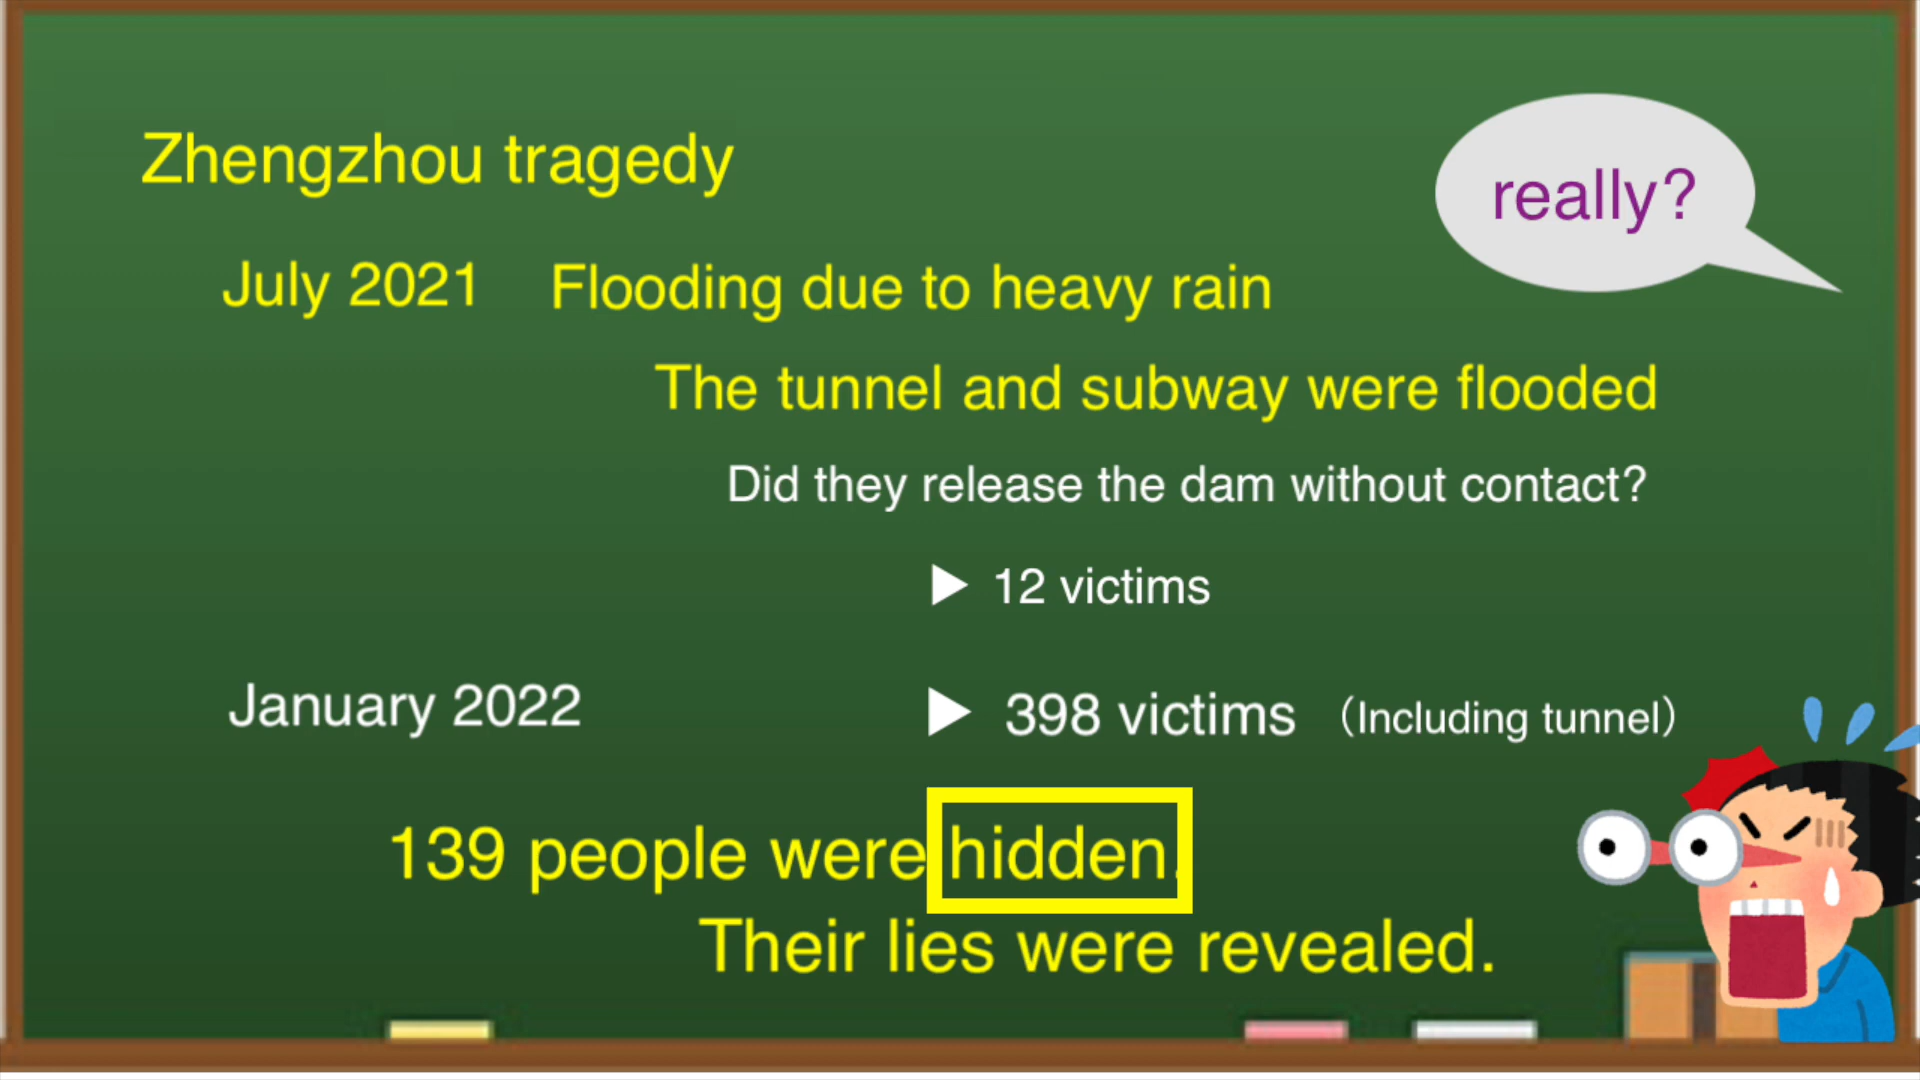 Zhengzhou tragedy
really?
July 2021 Flooding due to heavy rain
The tunnel and subway were flooded
Did they release the dam without contact?
▶ 12 victims
January 2022 ▶ 398 victims （Including tunnel）
139 people were hidden.
Their lies were revealed.